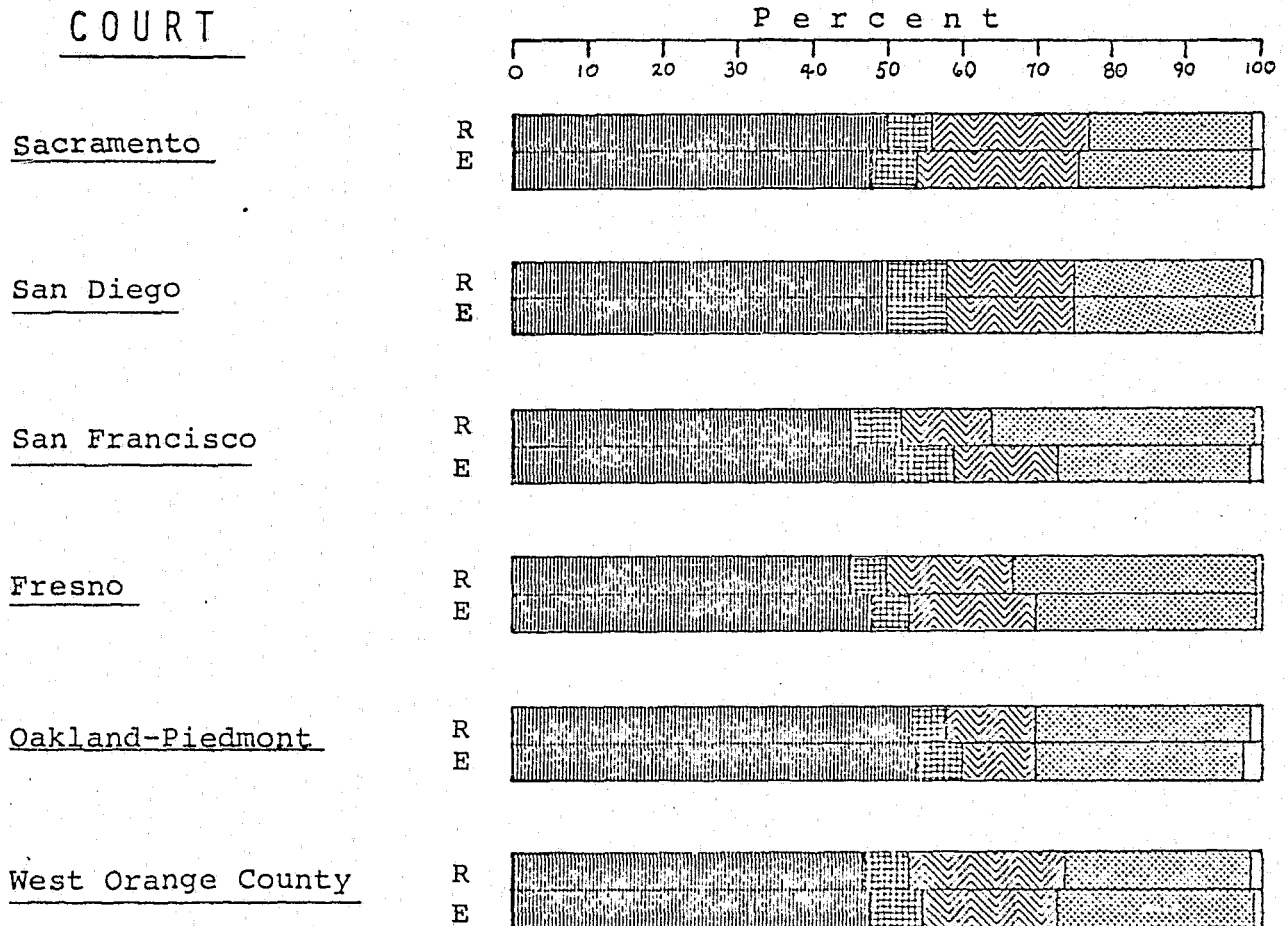 COURT
Percent
0 10 20 30 40 50 60 70 80 90 100
Sacramento
R
E
San Diego
R
E
San Francisco
R
E
Fresno
R
E
Oakland-Piedmont
R
E
West Orange County
R
E